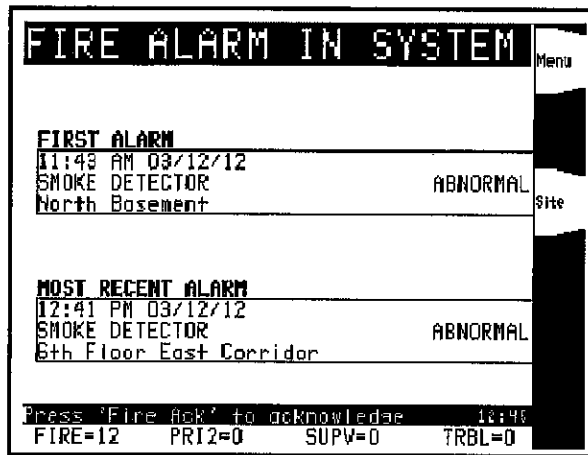 FIRE ALARM IN SYSTEM
Menu
FIRST ALARM
11:43 AM 03/12/12
SMOKE DETECTOR ABNORMAL
North Basement
Site
MOST RECENT ALARM
12:41 PM 03/12/12
SMOKE DETECTOR ABNORMAL
6th Floor East Corridor
Press 'Fire Ack' to acknowledge
FIRE=12 PRI2=0 SUPV=0 TRBL=0